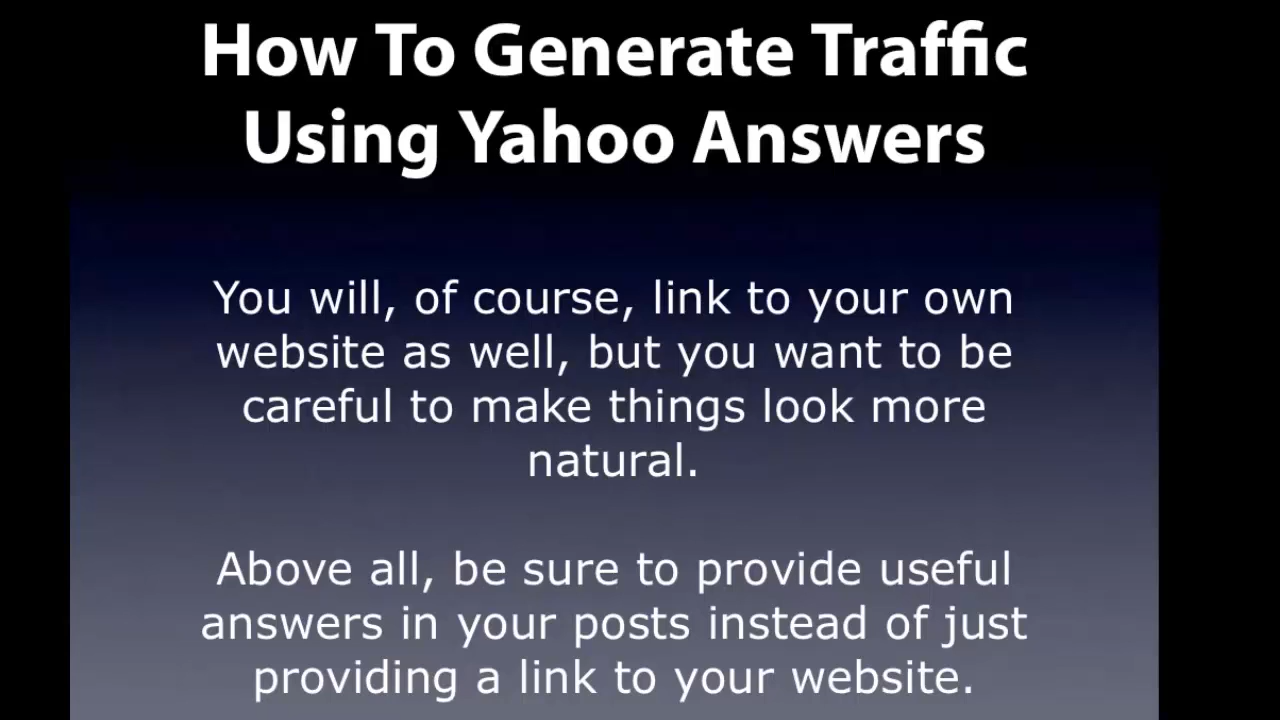 How To Generate Traffic
Using Yahoo Answers
You will, of course, link to your own
website as well, but you want to be
careful to make things look more
natural.
Above all, be sure to provide useful
answers in your posts instead of just
providing a link to your website.